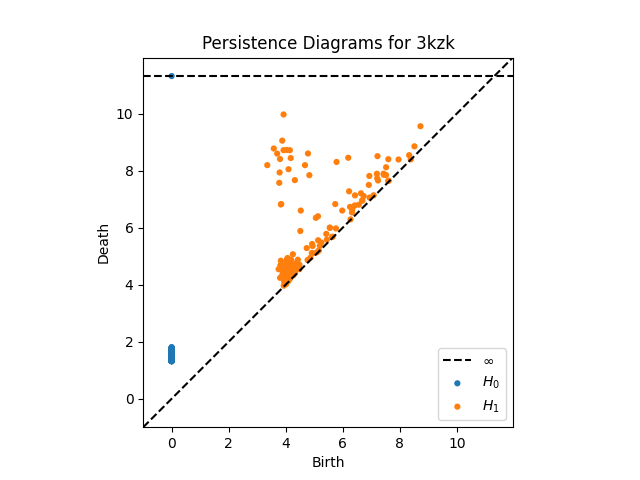 Persistence Diagrams for 3kzk
Death
10
8
6
4
2
0
0 2 4 6 8 10
Birth
∞
H₀
H₁